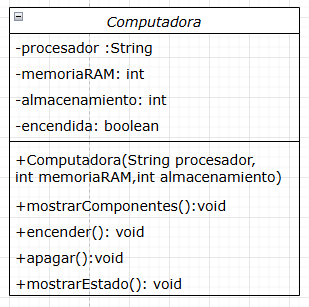 Computadora
-procesador :String
-memoriaRAM: int
-almacenamiento: int
-encendida: boolean
+Computadora(String procesador,
int memoriaRAM,int almacenamiento)
+mostrarComponentes():void
+encender(): void
+apagar():void
+mostrarEstado(): void